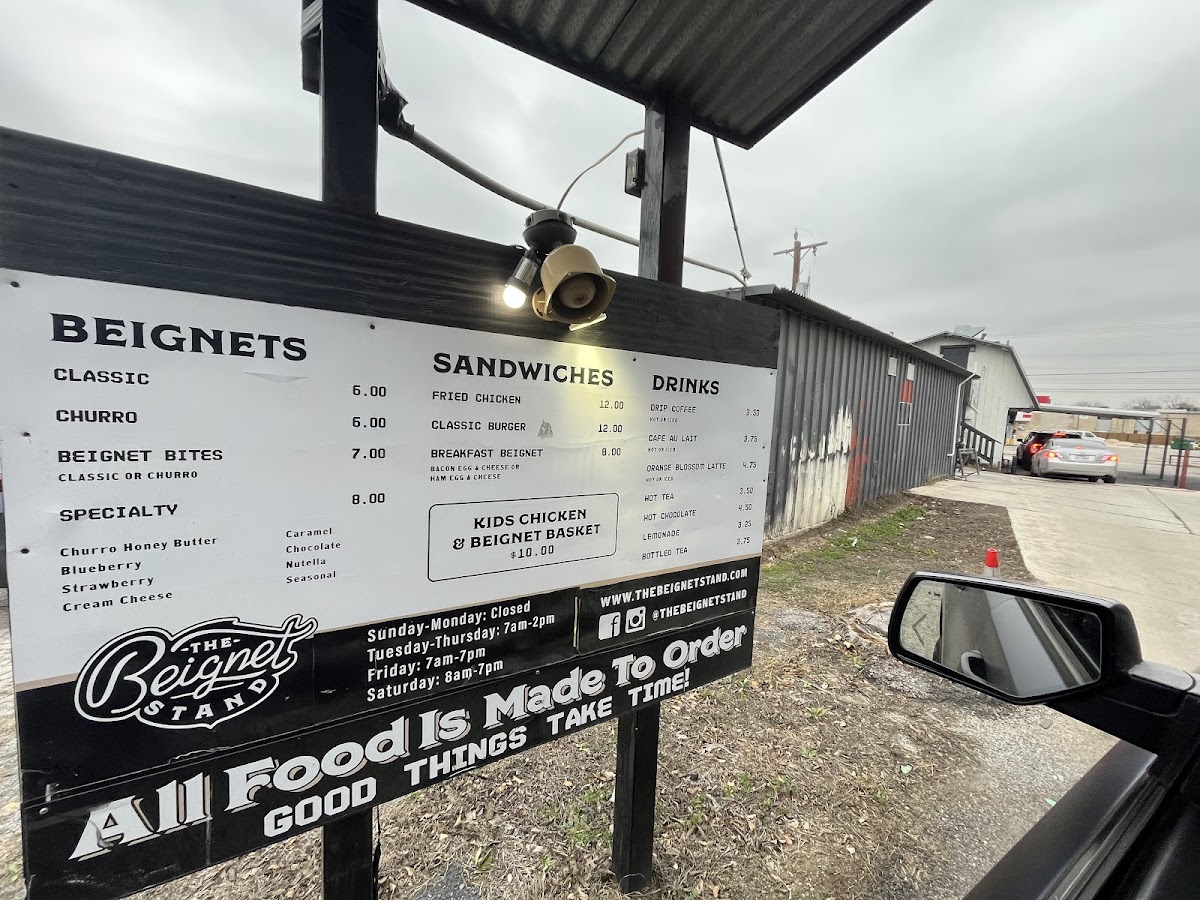 BEIGNETS
CLASSIC 6.00
CHURRO 6.00
BEIGNET BITES 7.00
CLASSIC OR CHURRO
SPECIALTY 8.00
Churro Honey Butter
Blueberry
Strawberry
Cream Cheese
Caramel
Chocolate
Nutella
Seasonal
SANDWICHES
FRIED CHICKEN 12.00
CLASSIC BURGER 12.00
BREAKFAST BEIGNET 8.00
BACON EGG & CHEESE OR
HAM EGG & CHEESE
KIDS CHICKEN
& BEIGNET BASKET
$10.00
DRINKS
DRIP COFFEE 3.50
HOT OR ICED
CAFE AU LAIT 3.75
HOT OR ICED
ORANGE BLOSSOM LATTE 4.75
HOT OR ICED
HOT TEA 3.50
HOT CHOCOLATE 4.50
LEMONADE 3.25
BOTTLED TEA 3.75
-THE-
Beignet
STAND
Sunday-Monday: Closed
Tuesday-Thursday: 7am-2pm
Friday: 7am-7pm
Saturday: 8am-7pm
WWW.THEBEIGNETSTAND.COM
@THEBEIGNETSTAND
All Food Is Made To Order
GOOD THINGS TAKE TIME!